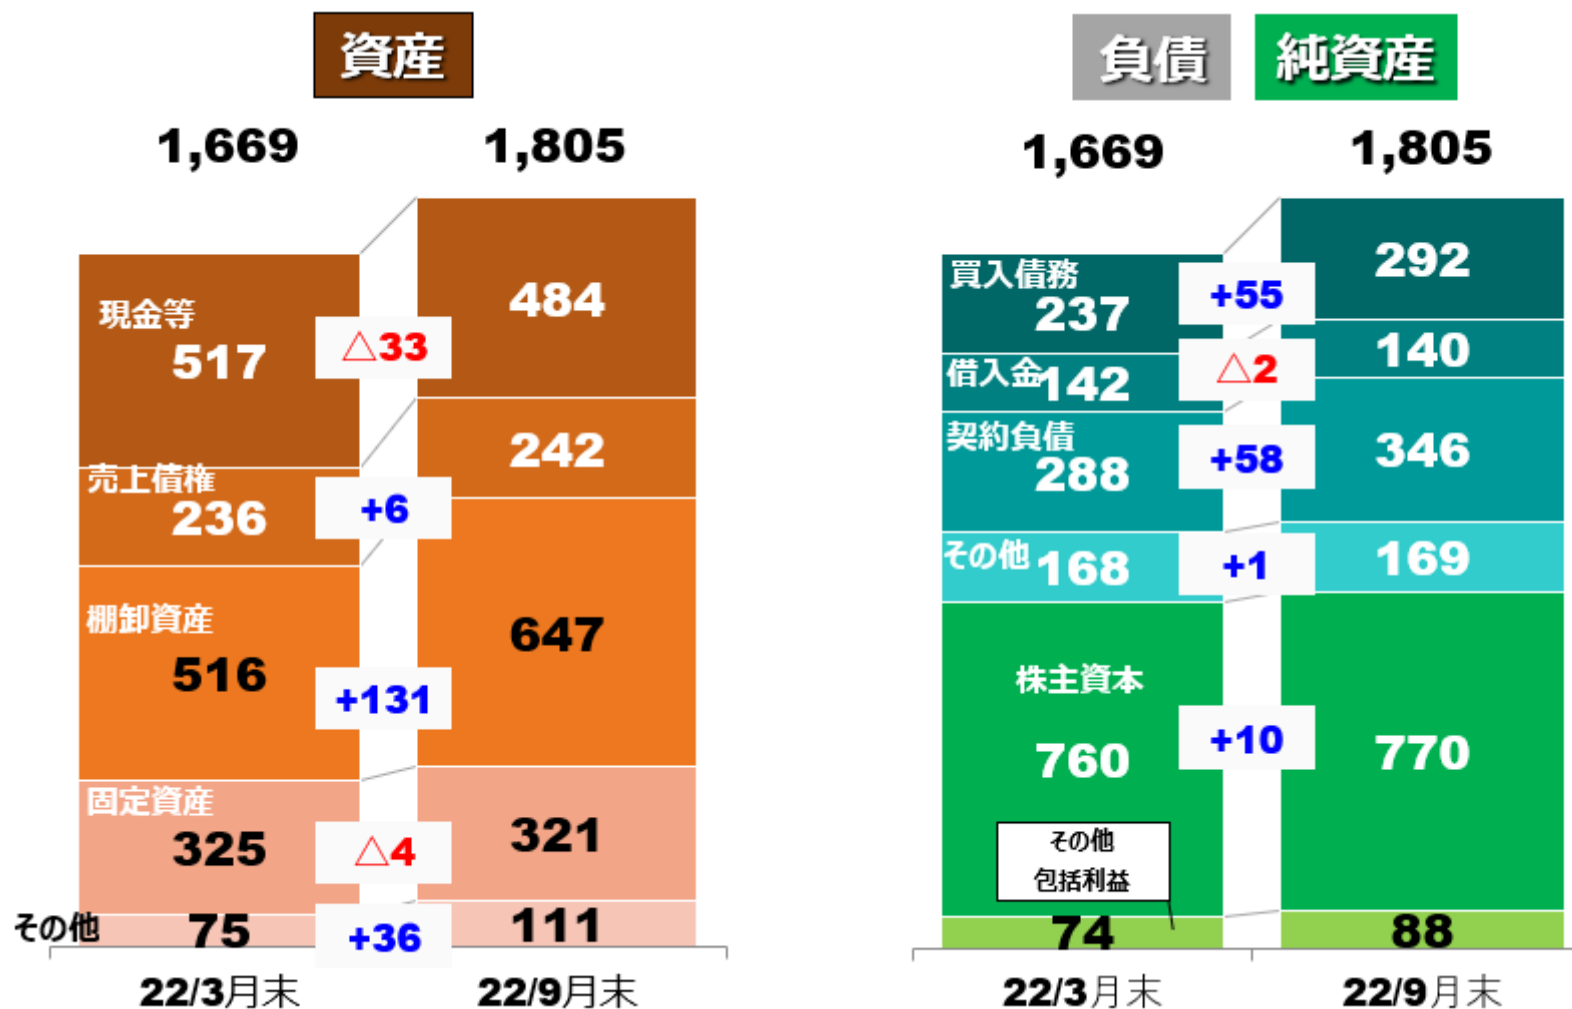 資産
1,669
1,805
現金等
517
△33
484
売上債権
236
+6
242
棚卸資産
516
+131
647
固定資産
325
△4
321
その他
75
+36
111
22/3月末
22/9月末
負債
純資産
1,669
1,805
買入債務
237
+55
292
借入金
142
△2
140
契約負債
288
+58
346
その他
168
+1
169
株主資本
760
+10
770
その他
包括利益
74
88
22/3月末
22/9月末